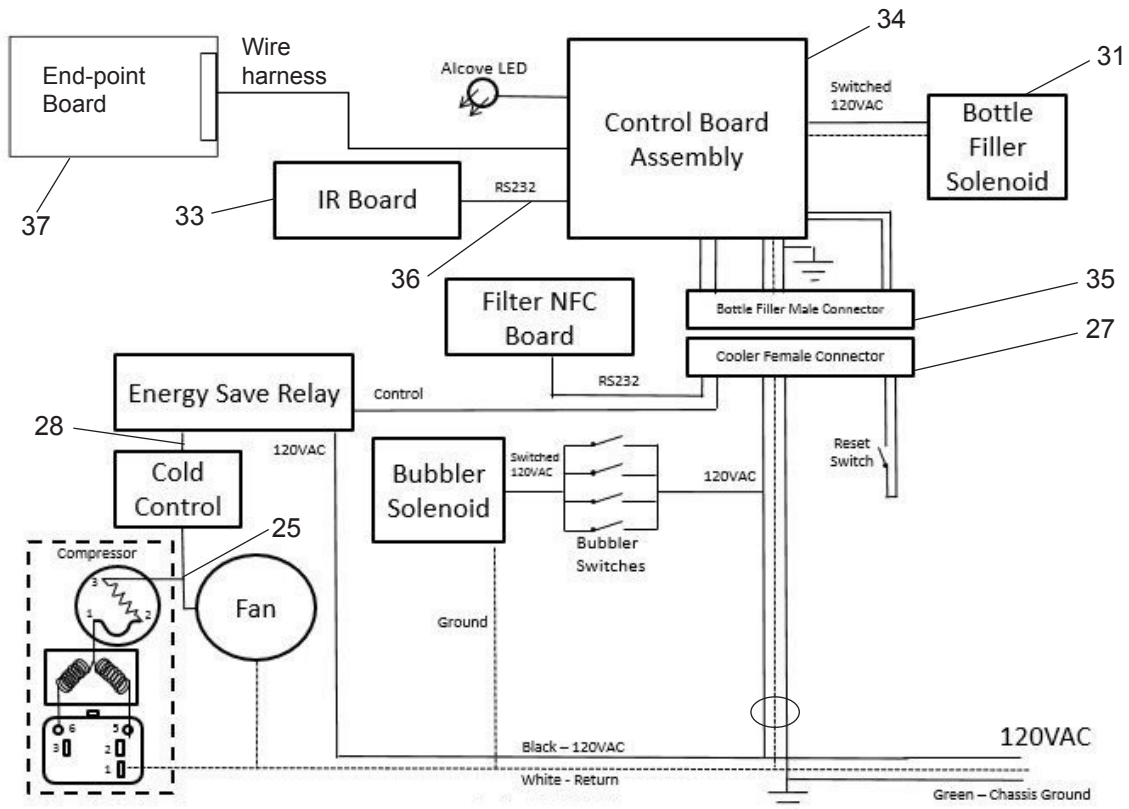 34
37
End-point
Board
Wire
harness
Alcove LED
Control Board
Assembly
Switched
120VAC
31
Bottle
Filler
Solenoid
33
IR Board
RS232
36
Filter NFC
Board
35
Bottle Filler Male Connector
27
Cooler Female Connector
RS232
Energy Save Relay
Control
28
120VAC
Cold
Control
Bubbler
Solenoid
Switched
120VAC
120VAC
Reset
Switch
Bubbler
Switches
25
Compressor
3
1
2
Fan
Ground
6
5
3
2
1
Black – 120VAC
120VAC
White - Return
Green – Chassis Ground